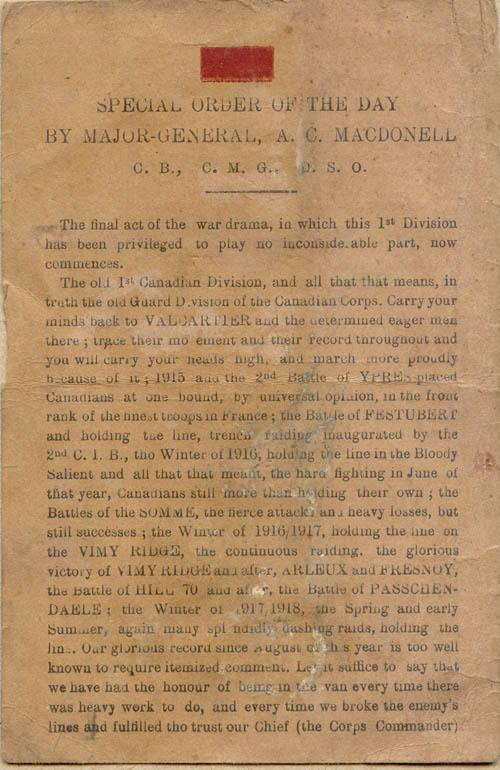 SPECIAL ORDER OF THE DAY
BY MAJOR-GENERAL, A. C. MACDONELL
C. B., C. M. G., D. S. O.
The final act of the war drama, in which this 1st Division
has been privileged to play no inconside.able part, now
commences.
The old 1st Canadian Division, and all that that means, in
truth the old Guard Division of the Canadian Corps. Carry your
minds back to VALCARTIER and the determined eager men
there ; trace their mo ement and their record throughout and
you will carry your heads high, and march more proudly
because of it ; 1915 and the 2nd Battle of YPRES placed
Canadians at one bound, by universal opinion, in the front
rank of the finest troops in France ; the Battle of FESTUBERT
and holding the line, trench raiding inaugurated by the
2nd C. I. B., tho Winter of 1916, holding the line in the Bloody
Salient and all that that meant, the hard fighting in June of
that year, Canadians still more than holding their own ; the
Battles of the SOMME, the fierce attacks and heavy losses, but
still successes ; the Winter of 1916/1917, holding the line on
the VIMY RIDGE, the continuous raiding. the glorious
victory of VIMY RIDGE and after, ARLEUX and FRESNOY,
the Battle of HILL 70 and after, the Battle of PASSCHEN-
DAELE ; the Winter of 1917/1918, the Spring and early
Summer, again many spl ndidly dashing raids, holding the
lin.. Our glorious record since August of this year is too well
known to require itemized comment. Let it suffice to say that
we have had the honour of being in the van every time there
was heavy work to do, and every time we broke the enemy's
lines and fulfilled tho trust our Chief (the Corps Commander)